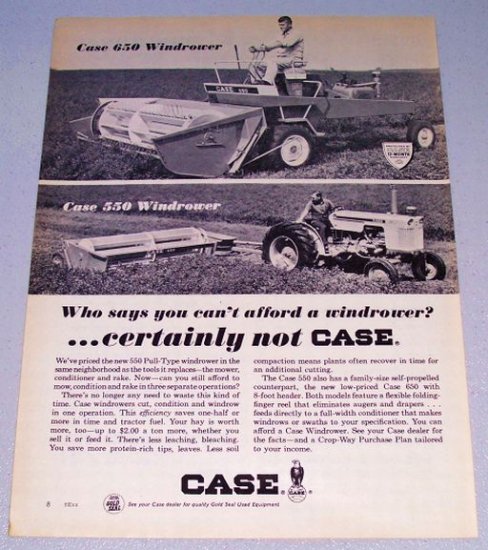 Case 650 Windrower
CASE 650
12-MONTH
Case 550 Windrower
Who says you can't afford a windrower?
...certainly not CASE®
We've priced the new 550 Pull-Type windrower in the
same neighborhood as the tools it replaces—the mower,
conditioner and rake. Now—can you still afford to
mow, condition and rake in three separate operations?
There's no longer any need to waste this kind of
time. Case windrowers cut, condition and windrow
in one operation. This efficiency saves one-half or
more in time and tractor fuel. Your hay is worth
more, too—up to $2.00 a ton more, whether you
sell it or feed it. There's less leaching, bleaching.
You save more protein-rich tips, leaves. Less soil
compaction means plants often recover in time for
an additional cutting.
The Case 550 also has a family-size self-propelled
counterpart, the new low-priced Case 650 with
8-foot header. Both models feature a flexible folding-
finger reel that eliminates augers and drapes . . .
feeds directly to a full-width conditioner that makes
windrows or swaths to your specification. You can
afford a Case Windrower. See your Case dealer for
the facts—and a Crop-Way Purchase Plan tailored
to your income.
CASE®
CASE
8
GOLD SEAL
See your Case dealer for quality Gold Seal Used Equipment